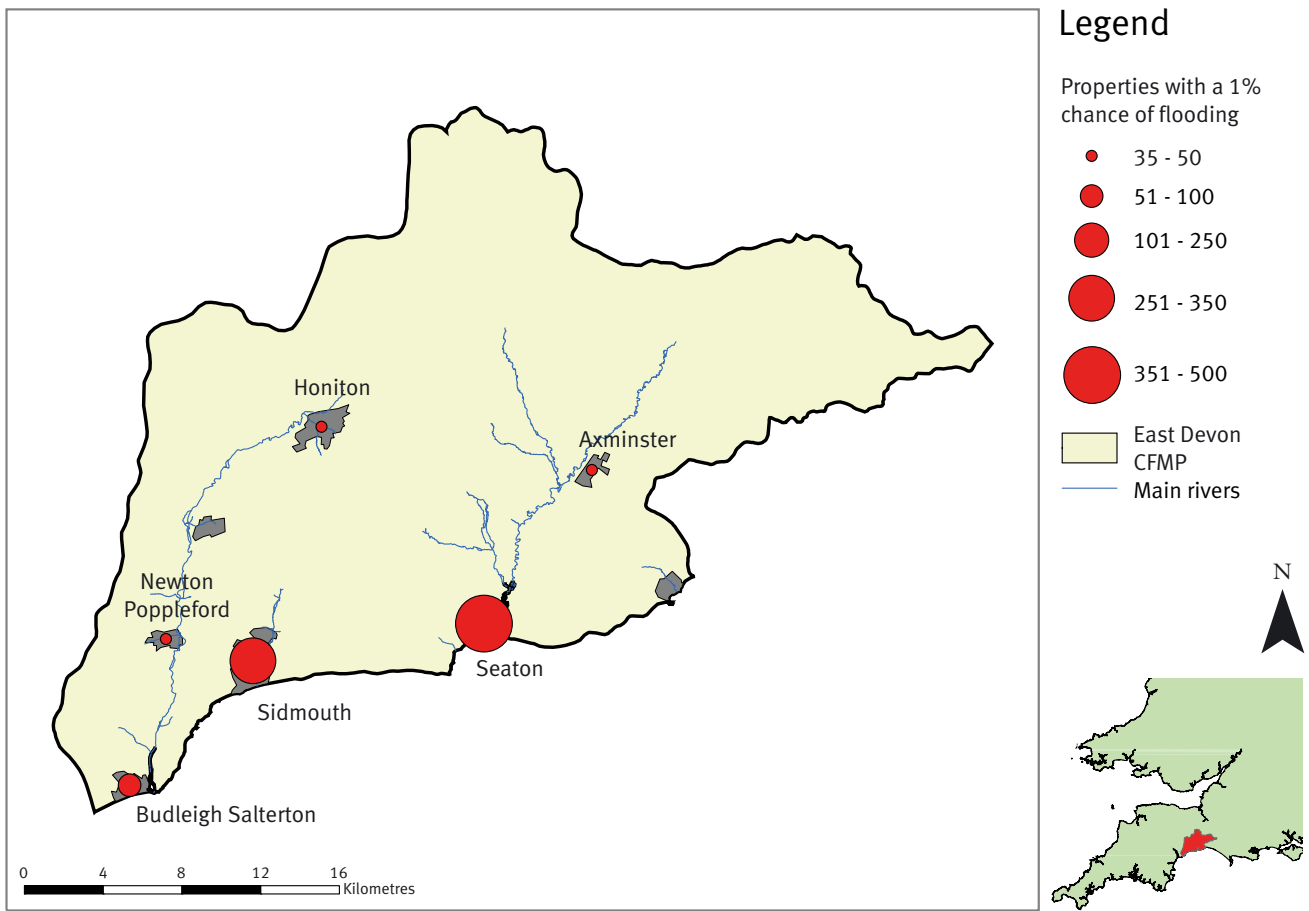 Legend
Properties with a 1%
chance of flooding
35 - 50
51 - 100
101 - 250
251 - 350
351 - 500
East Devon
CFMP
Main rivers
N
Honiton
Axminster
Newton
Poppleford
Seaton
Sidmouth
Budleigh Salterton
0 4 8 12 16
Kilometres